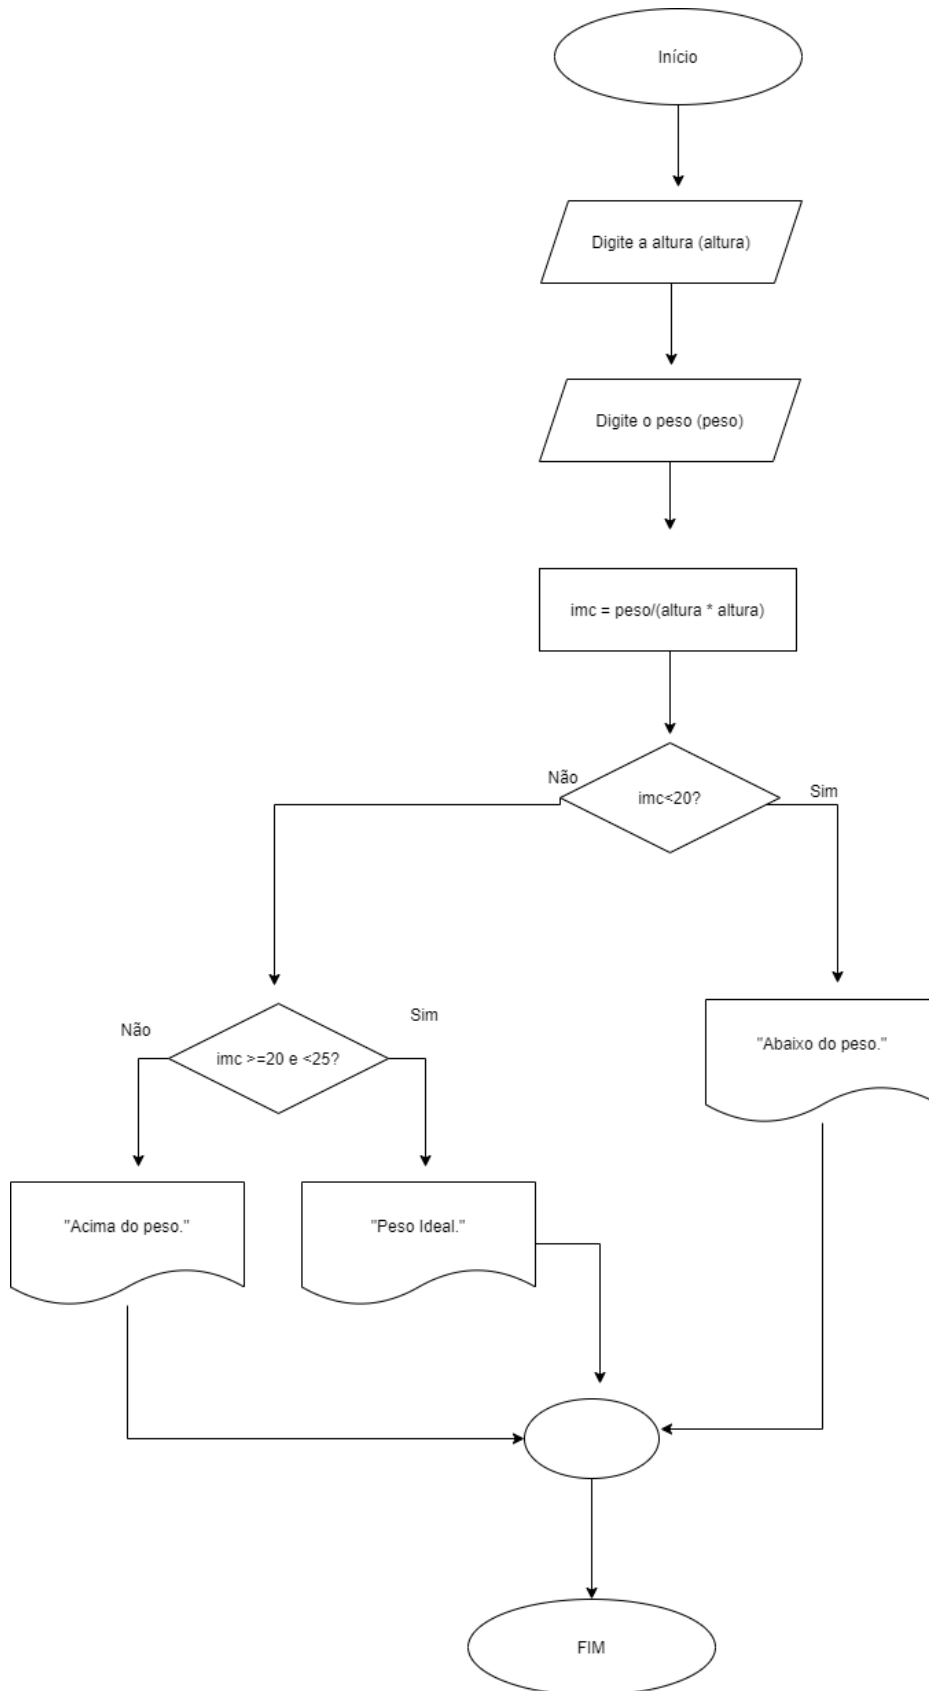 Início
Digite a altura (altura)
Digite o peso (peso)
imc = peso/(altura * altura)
imc<20?
Não
Sim
imc >=20 e <25?
Não
Sim
"Abaixo do peso."
"Acima do peso."
"Peso Ideal."
FIM